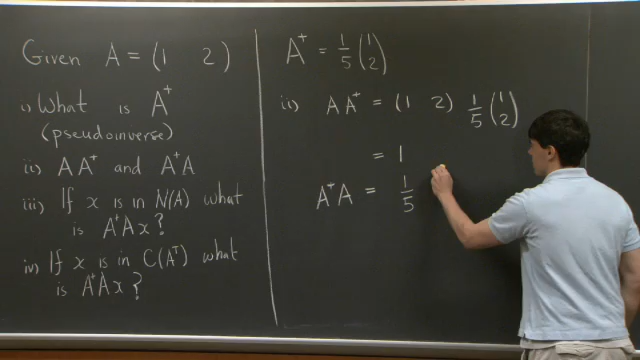 Given A = (1 2)
i) What is A⁺
(pseudoinverse)
ii) AA⁺ and A⁺A
iii) If x is in N(A) what
is A⁺Ax?
iv) If x is in C(Aᵀ) what
is A⁺Ax?
A⁺ = 1/5 (1 2)
ii) AA⁺ = (1 2) 1/5 (1 2)
= 1
A⁺A = 1/5